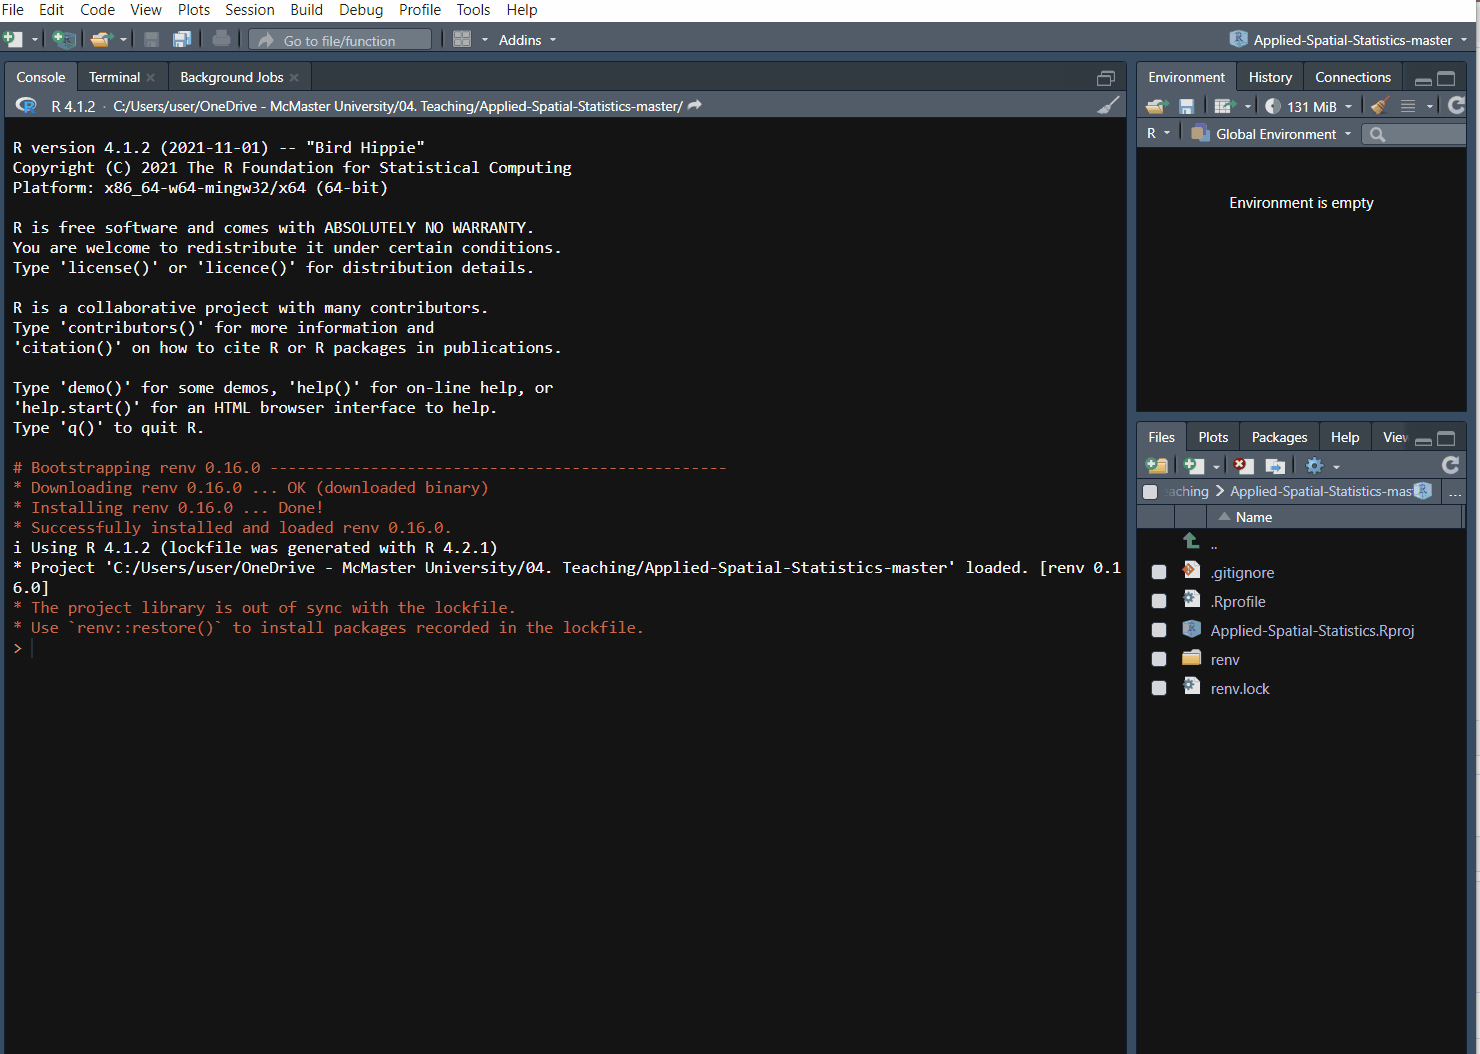 File Edit Code View Plots Session Build Debug Profile Tools Help
Go to file/function Addins Applied-Spatial-Statistics-master
Console Terminal Background Jobs
R 4.1.2 · C:/Users/user/OneDrive - McMaster University/04. Teaching/Applied-Spatial-Statistics-master/
R version 4.1.2 (2021-11-01) -- "Bird Hippie"
Copyright (C) 2021 The R Foundation for Statistical Computing
Platform: x86_64-w64-mingw32/x64 (64-bit)
R is free software and comes with ABSOLUTELY NO WARRANTY.
You are welcome to redistribute it under certain conditions.
Type 'license()' or 'licence()' for distribution details.
R is a collaborative project with many contributors.
Type 'contributors()' for more information and
'citation()' on how to cite R or R packages in publications.
Type 'demo()' for some demos, 'help()' for on-line help, or
'help.start()' for an HTML browser interface to help.
Type 'q()' to quit R.
# Bootstrapping renv 0.16.0 --------------------------------------------------
* Downloading renv 0.16.0 ... OK (downloaded binary)
* Installing renv 0.16.0 ... Done!
* Successfully installed and loaded renv 0.16.0.
i Using R 4.1.2 (lockfile was generated with R 4.2.1)
* Project 'C:/Users/user/OneDrive - McMaster University/04. Teaching/Applied-Spatial-Statistics-master' loaded. [renv 0.1
6.0]
* The project library is out of sync with the lockfile.
* Use `renv::restore()` to install packages recorded in the lockfile.
>
Environment History Connections
131 MiB
R Global Environment
Environment is empty
Files Plots Packages Help Viev
aching > Applied-Spatial-Statistics-mas ...
Name
..
.gitignore
.Rprofile
Applied-Spatial-Statistics.Rproj
renv
renv.lock